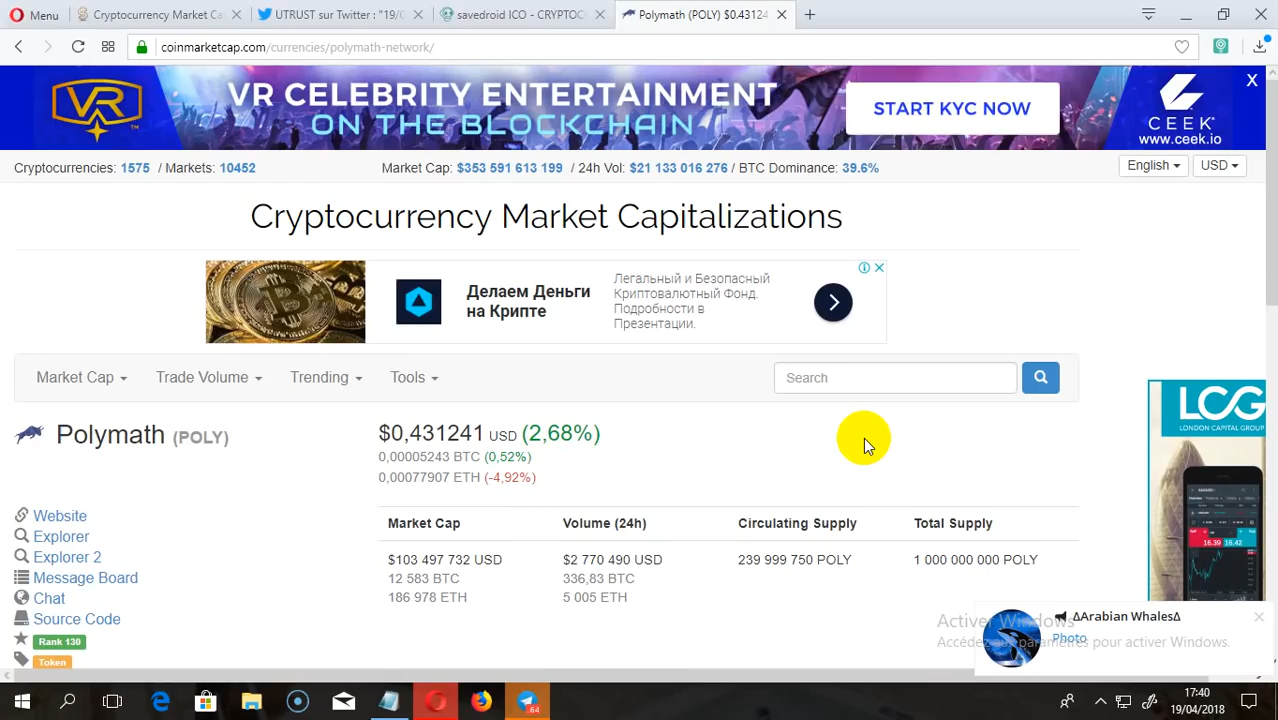 Menu
Cryptocurrency Market Ca
UTRUST sur Twitter : "19/0
savedroid ICO - CRYPTOC
Polymath (POLY) $0.43124
coinmarketcap.com/currencies/polymath-network/
VR
VR CELEBRITY ENTERTAINMENT
ON THE BLOCKCHAIN
START KYC NOW
CEEK
www.ceek.io
X
Cryptocurrencies: 1575 / Markets: 10452
Market Cap: $353 591 613 199 / 24h Vol: $21 133 016 276 / BTC Dominance: 39.6%
English
USD
Cryptocurrency Market Capitalizations
Делаем Деньги
на Крипте
Легальный и Безопасный
Криптовалютный Фонд.
Подробности в
Презентации.
Market Cap
Trade Volume
Trending
Tools
Search
Polymath (POLY)
$0,431241 USD (2,68%)
0,00005243 BTC (0,52%)
0,00077907 ETH (-4,92%)
LCG
LONDON CAPITAL GROUP
16.39 16.42
Website
Explorer
Explorer 2
Message Board
Chat
Source Code
Rank 130
Token
Market Cap
Volume (24h)
Circulating Supply
Total Supply
$103 497 732 USD
$2 770 490 USD
239 999 750 POLY
1 000 000 000 POLY
12 583 BTC
336,83 BTC
186 978 ETH
5 005 ETH
Activer Windows
Accédez aux paramètres pour activer Windows.
∆Arabian Whales∆
Photo
64
17:40
19/04/2018